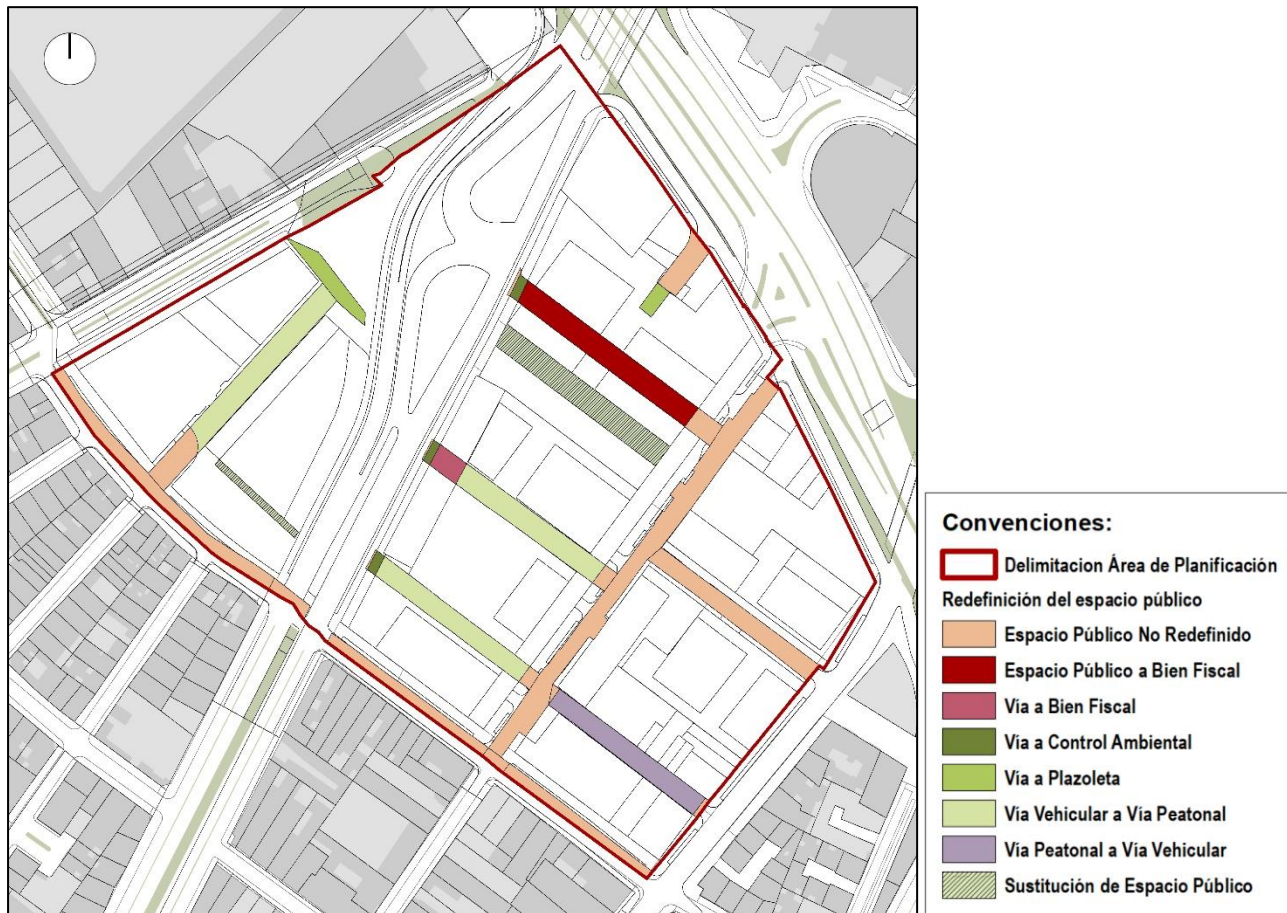 Convenciones:
Delimitacion Área de Planificación
Redefinición del espacio público
Espacio Público No Redefinido
Espacio Público a Bien Fiscal
Vía a Bien Fiscal
Vía a Control Ambiental
Vía a Plazoleta
Vía Vehicular a Vía Peatonal
Vía Peatonal a Vía Vehicular
Sustitución de Espacio Público